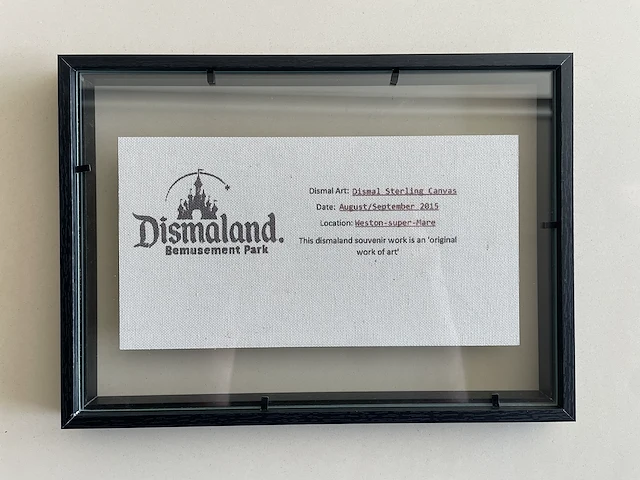 Dismaland.
Bemusement Park
Dismal Art: Dismal Sterling Canvas
Date: August/September 2015
Location: Weston-super-Mare
This dismaland souvenir work is an 'original
work of art'